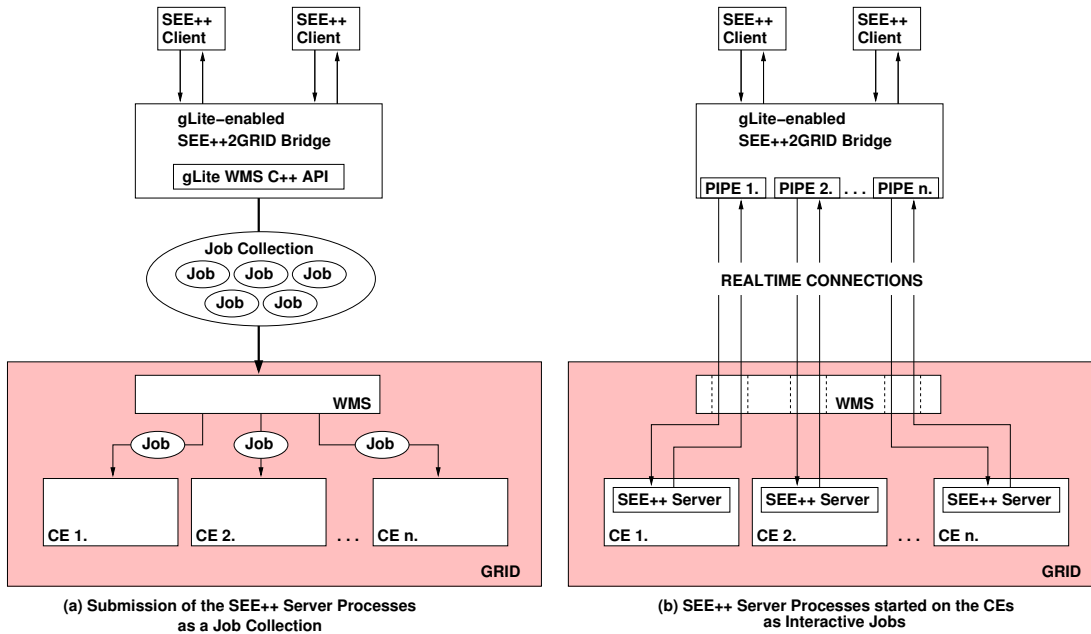 SEE++
Client
SEE++
Client
gLite-enabled
SEE++2GRID Bridge
gLite WMS C++ API
Job Collection
Job
Job
Job
Job
Job
WMS
Job
Job
Job
CE 1.
CE 2.
. . .
CE n.
GRID
(a) Submission of the SEE++ Server Processes
as a Job Collection
SEE++
Client
SEE++
Client
gLite-enabled
SEE++2GRID Bridge
PIPE 1.
PIPE 2.
. . .
PIPE n.
REALTIME CONNECTIONS
WMS
SEE++ Server
SEE++ Server
SEE++ Server
CE 1.
CE 2.
. . .
CE n.
GRID
(b) SEE++ Server Processes started on the CEs
as Interactive Jobs